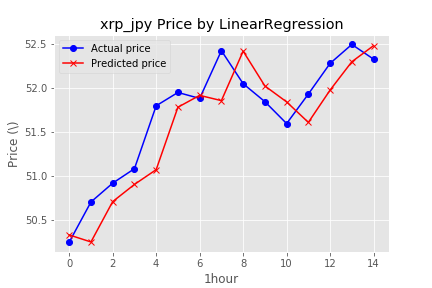 xrp_jpy Price by LinearRegression
Actual price
Predicted price
52.5
52.0
51.5
51.0
50.5
Price (\)
0 2 4 6 8 10 12 14
1hour